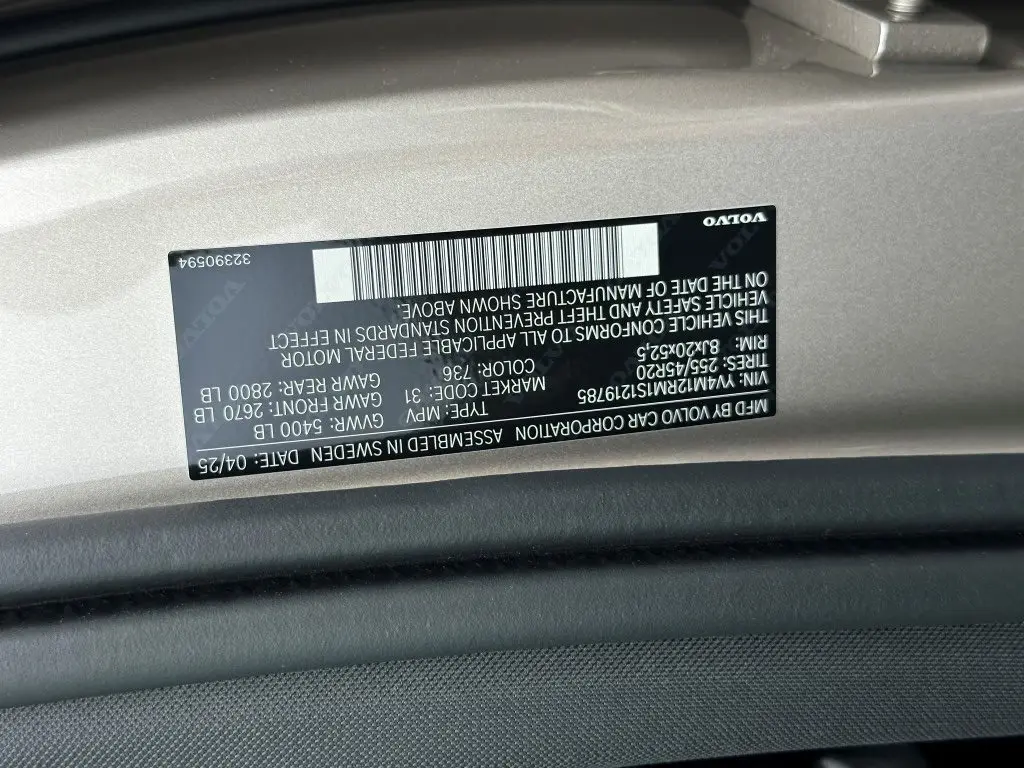 MFD BY VOLVO CAR CORPORATION ASSEMBLED IN SWEDEN DATE: 04/25
VIN: YV4M12RM1S1219785 TYPE: MPV GVWR: 5400 LB
TIRES: 255/45R20 MARKET CODE: 31 GAWR FRONT: 2670 LB
RIM: 8Jx20x52,5 COLOR: 736 GAWR REAR: 2800 LB
THIS VEHICLE CONFORMS TO ALL APPLICABLE FEDERAL MOTOR
VEHICLE SAFETY AND THEFT PREVENTION STANDARDS IN EFFECT
ON THE DATE OF MANUFACTURE SHOWN ABOVE.
VOLVO 32390594